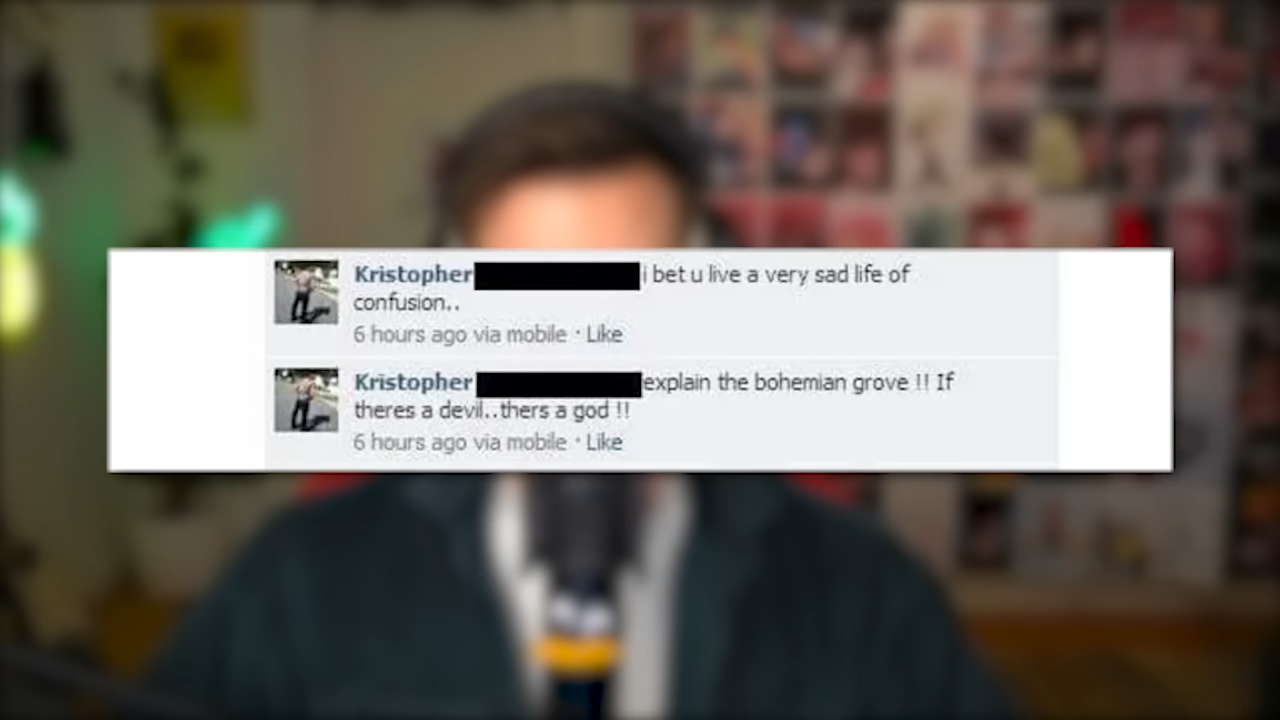 Kristopher i bet u live a very sad life of
confusion..
6 hours ago via mobile · Like
Kristopher explain the bohemian grove !! If
theres a devil..thers a god !!
6 hours ago via mobile · Like